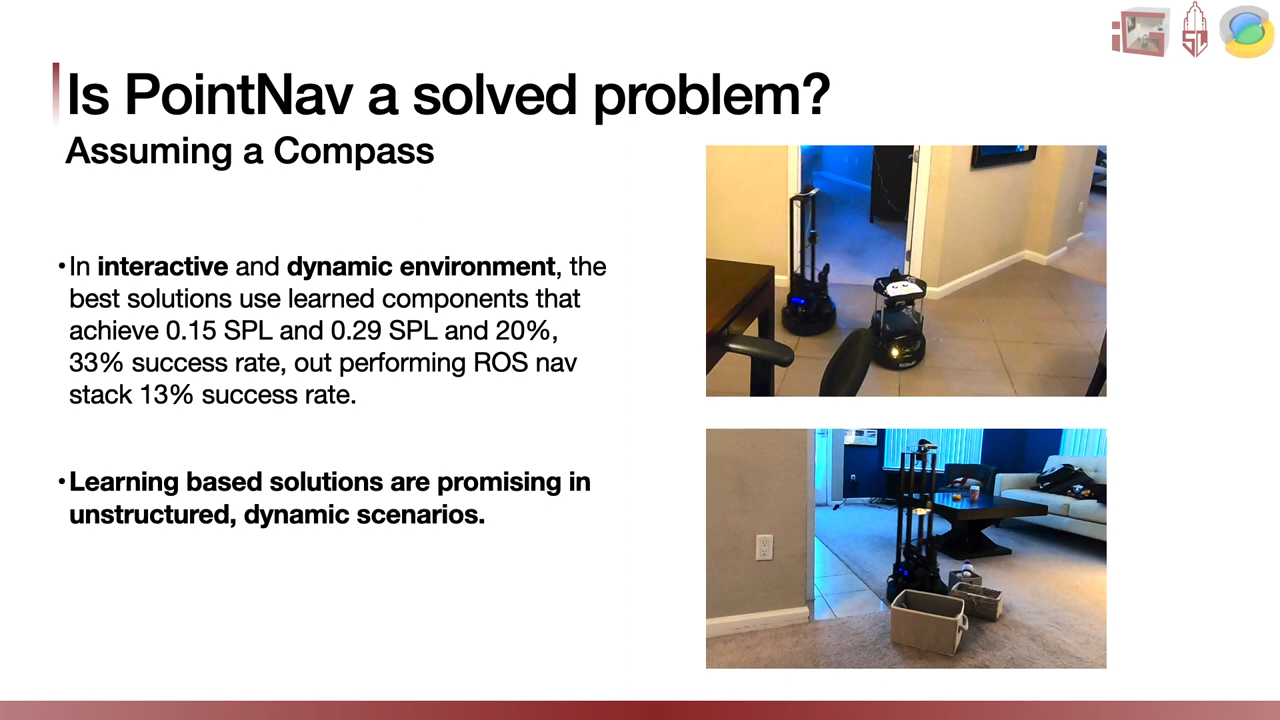 iG
SL
Is PointNav a solved problem?
Assuming a Compass
•In interactive and dynamic environment, the
best solutions use learned components that
achieve 0.15 SPL and 0.29 SPL and 20%,
33% success rate, out performing ROS nav
stack 13% success rate.
•Learning based solutions are promising in
unstructured, dynamic scenarios.